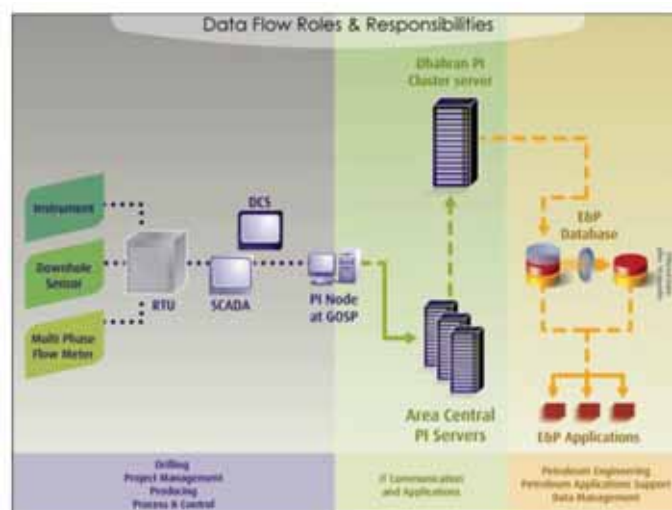 Data Flow Roles & Responsibilities
Dhahran PI
Cluster server
Instrument
Downhole
Sensor
Multi Phase
Flow Meter
RTU
DCS
SCADA
PI Node
at GOSP
Area Central
PI Servers
E&P
Database
E&P Applications
Drilling
Project Management
Producing
Process & Control
IT Communication
and Applications
Petroleum Engineering
Petroleum Applications Support
Data Management